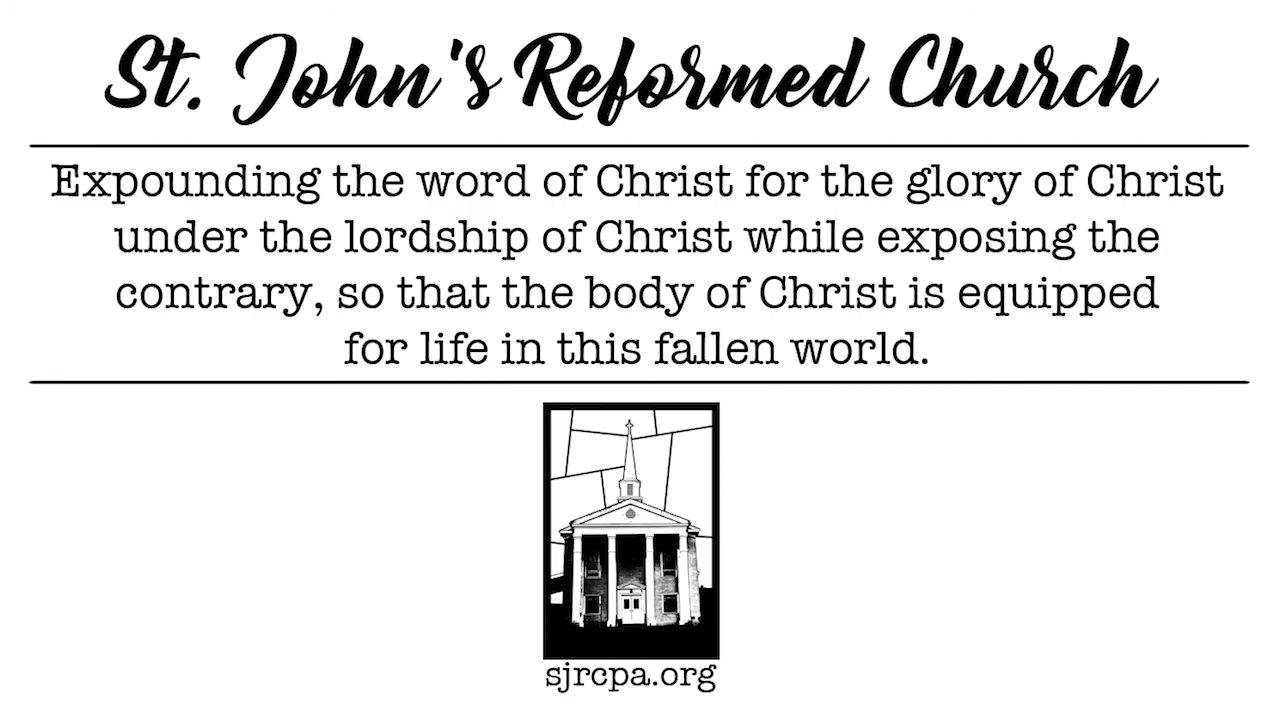 St. John's Reformed Church
Expounding the word of Christ for the glory of Christ
under the lordship of Christ while exposing the
contrary, so that the body of Christ is equipped
for life in this fallen world.
sjrcpa.org